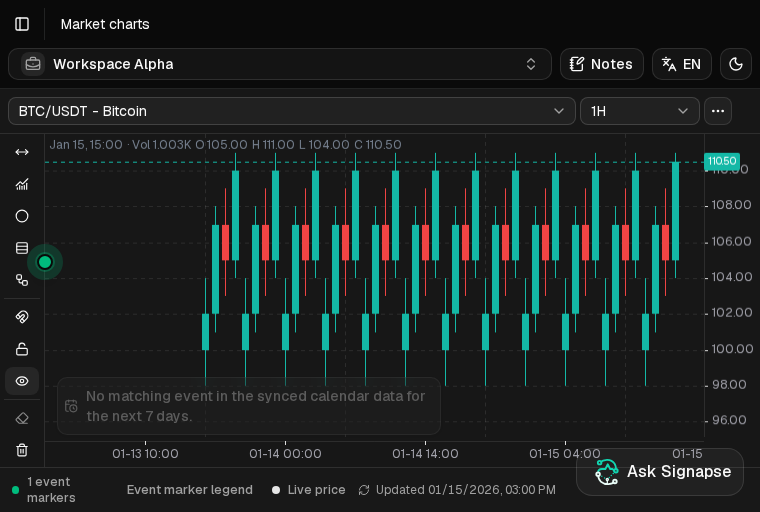 Market charts
Workspace Alpha
Notes
EN
BTC/USDT - Bitcoin
1H
Jan 15, 15:00 · Vol 1.003K O 105.00 H 111.00 L 104.00 C 110.50
110.50
110.00
108.00
106.00
104.00
102.00
100.00
98.00
96.00
No matching event in the synced calendar data for
the next 7 days.
01-13 10:00
01-14 00:00
01-14 14:00
01-15 04:00
01-15
Ask Signapse
1 event
markers
Event marker legend
Live price
Updated 01/15/2026, 03:00 PM